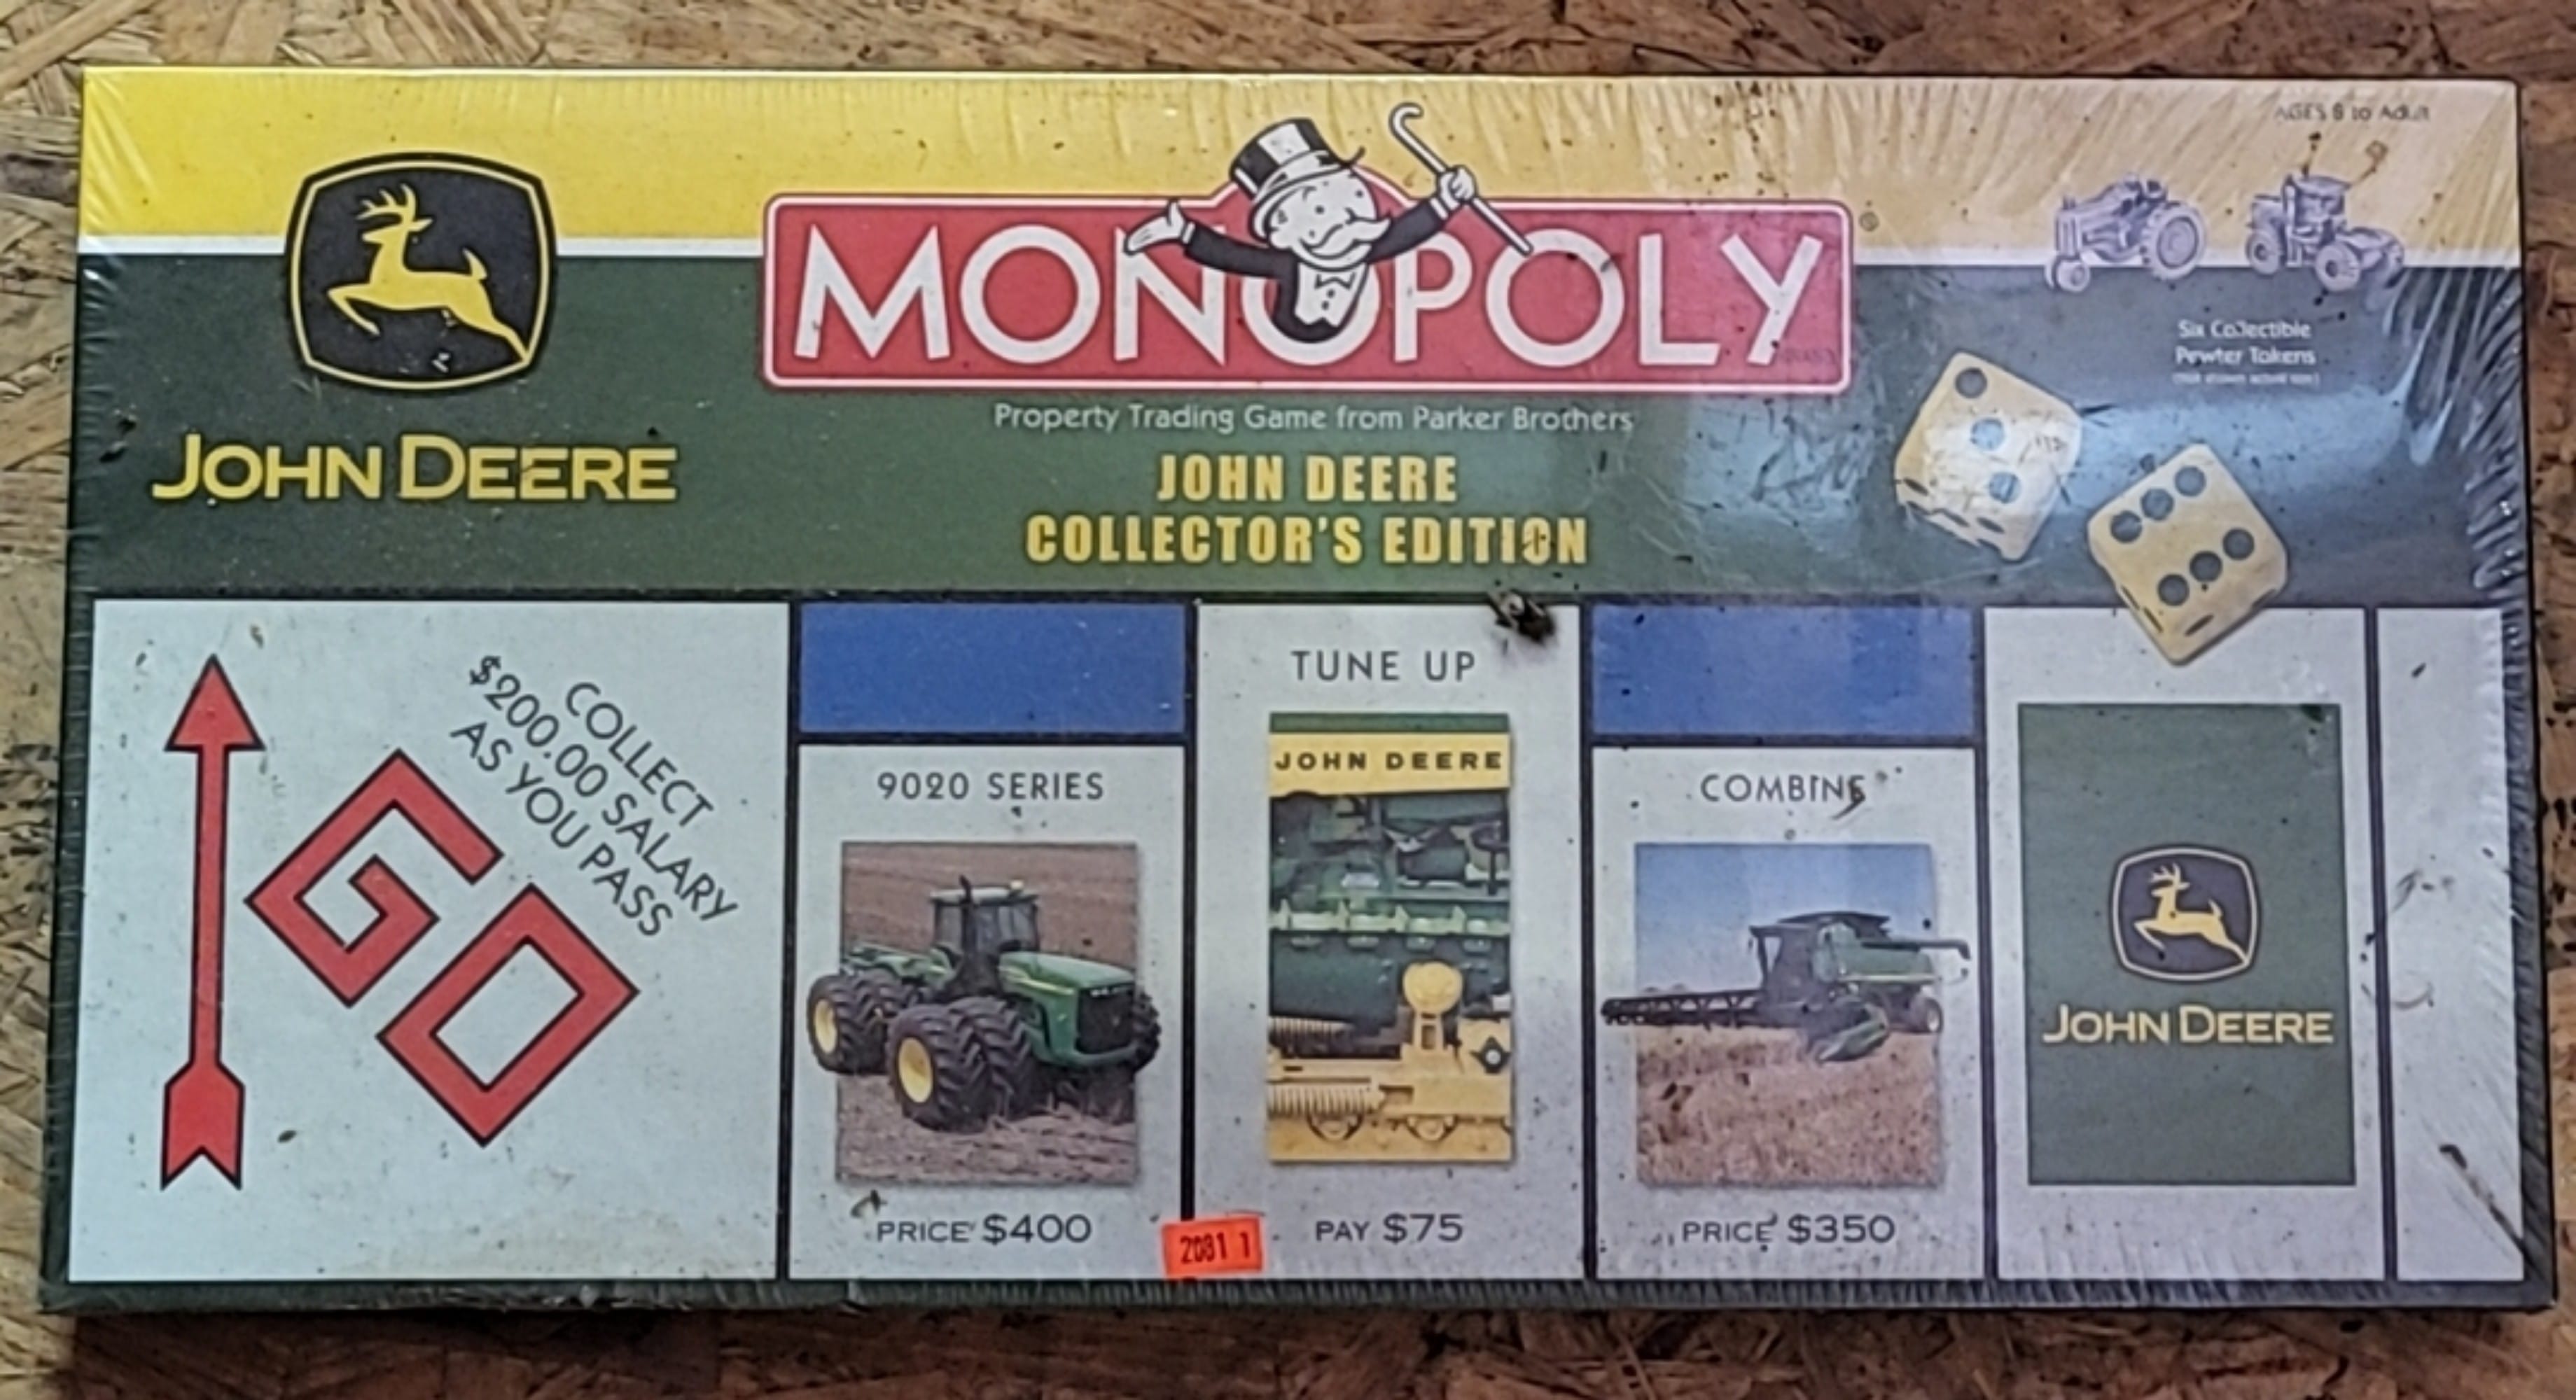 AGES 8 to Adult
MONOPOLY
Six Collectible
Pewter Tokens
Property Trading Game from Parker Brothers
JOHN DEERE
JOHN DEERE
COLLECTOR'S EDITION
COLLECT
$200.00 SALARY
AS YOU PASS
GO
9020 SERIES
PRICE $400
TUNE UP
JOHN DEERE
PAY $75
COMBINE
PRICE $350
JOHN DEERE
2081 1